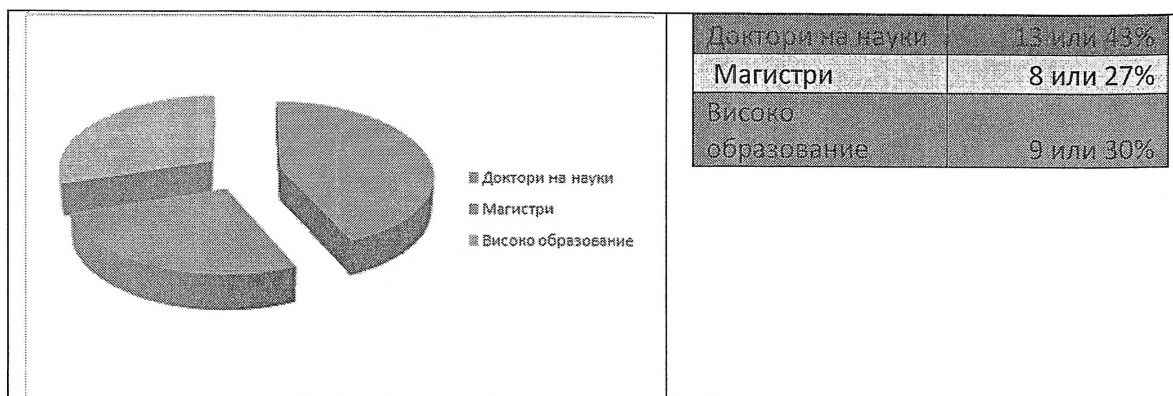 Доктори на науки
Магистри
Високо образование
Доктори на науки 13 или 43%
Магистри 8 или 27%
Високо
образование 9 или 30%